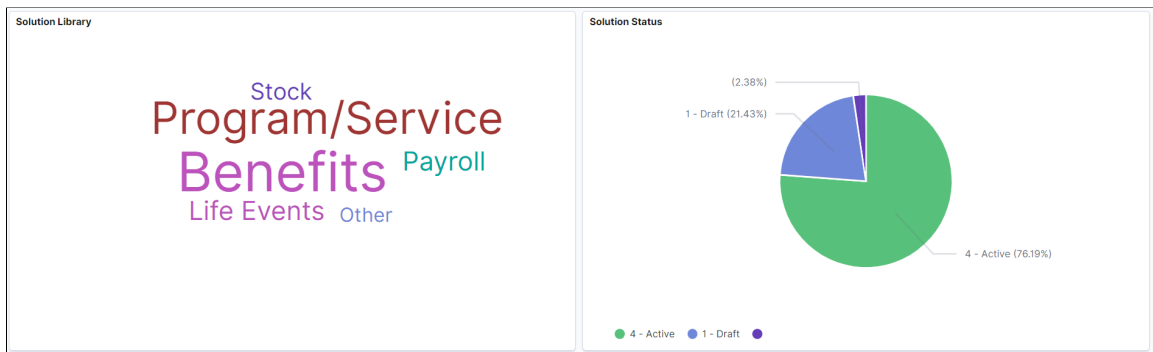 Solution Library
Stock
Program/Service
Benefits
Payroll
Life Events
Other
Solution Status
(2.38%)
1 - Draft (21.43%)
4 - Active (76.19%)
4 - Active
1 - Draft